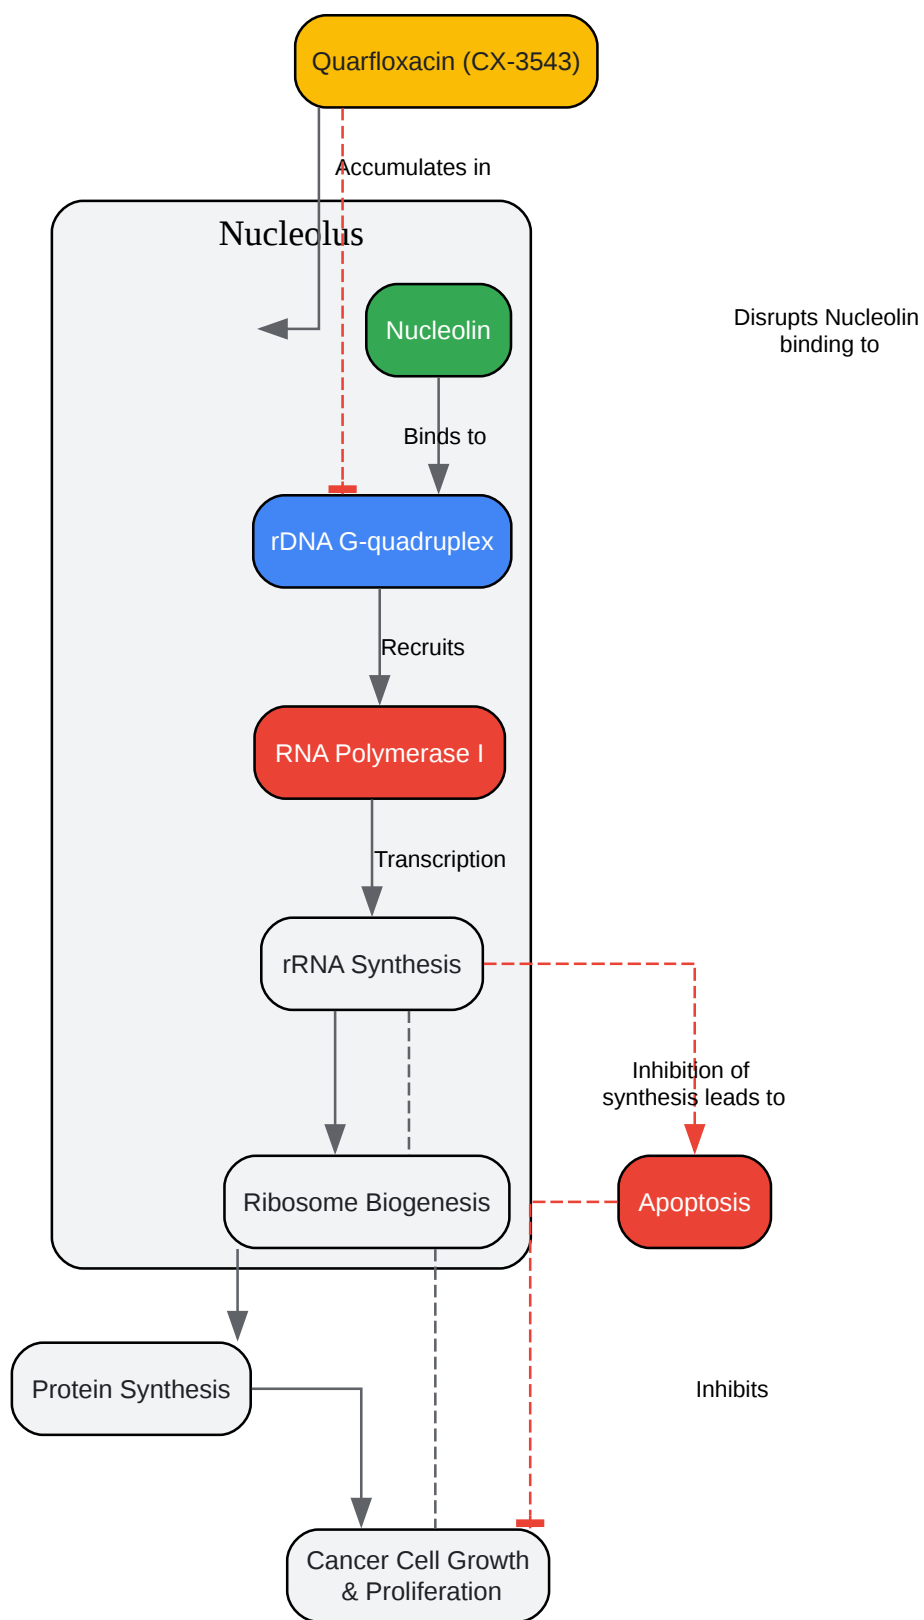 Quarfloxacin (CX-3543)
Accumulates in
Nucleolus
Nucleolin
Disrupts Nucleolin
binding to
Binds to
rDNA G-quadruplex
Recruits
RNA Polymerase I
Transcription
rRNA Synthesis
Inhibition of
synthesis leads to
Ribosome Biogenesis
Apoptosis
Protein Synthesis
Inhibits
Cancer Cell Growth
& Proliferation